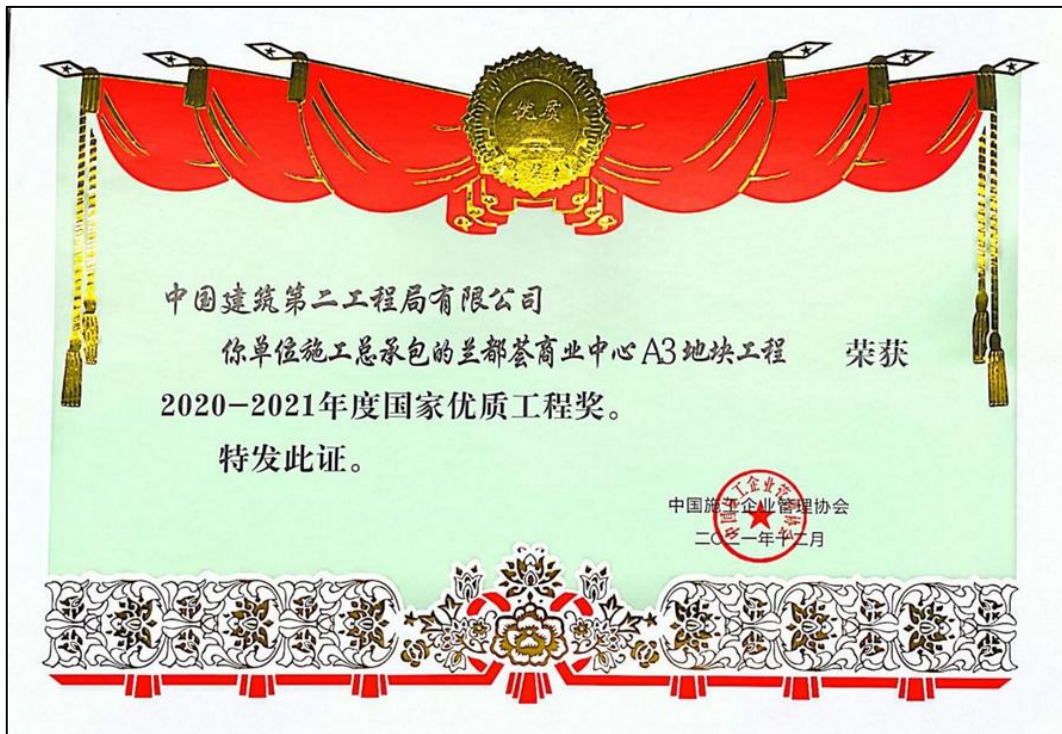 优质
中国建筑第二工程局有限公司
你单位施工总承包的兰都荟商业中心A3地块工程 荣获
2020-2021年度国家优质工程奖。
特发此证。
中国施工企业管理协会
二〇二一年十二月